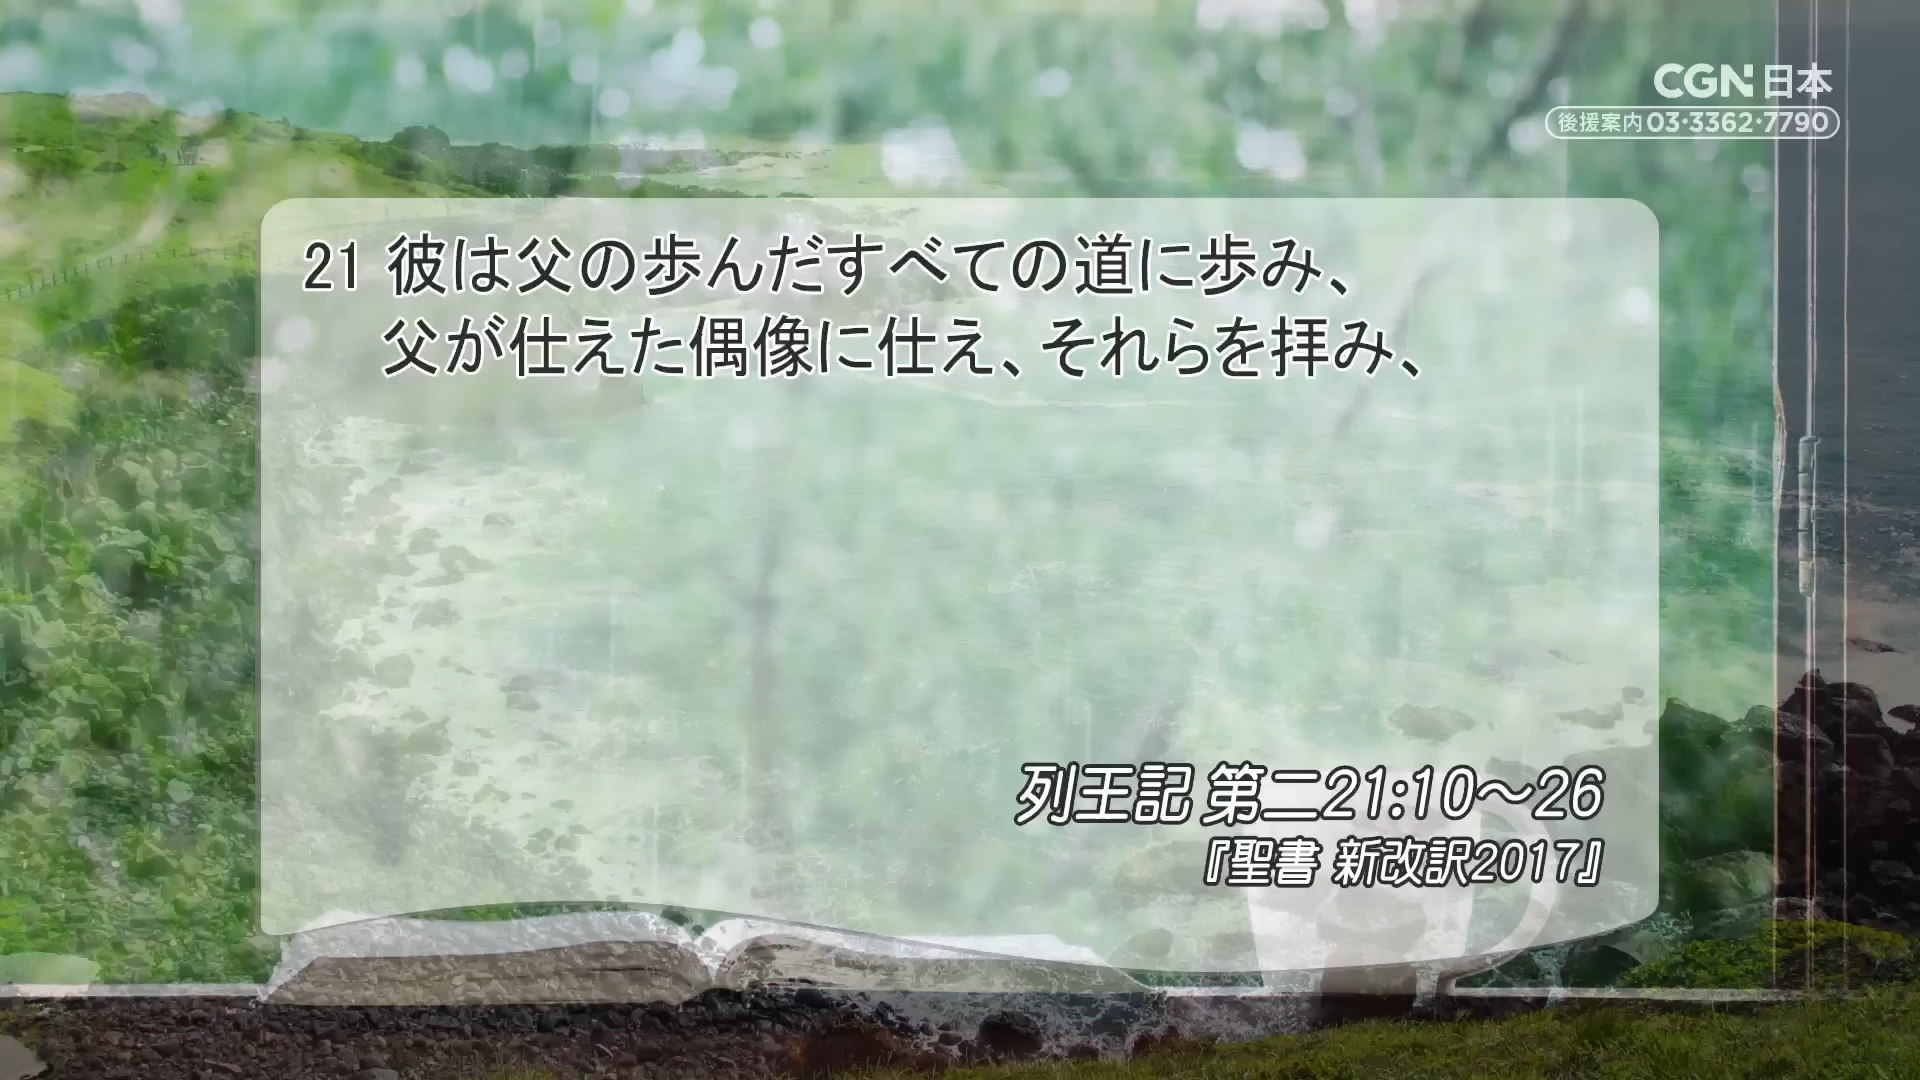 CGN日本
後援案内03·3362·7790
21 彼は父の歩んだすべての道に歩み、
父が仕えた偶像に仕え、それらを拝み、
列王記 第二21:10～26
『聖書 新改訳2017』